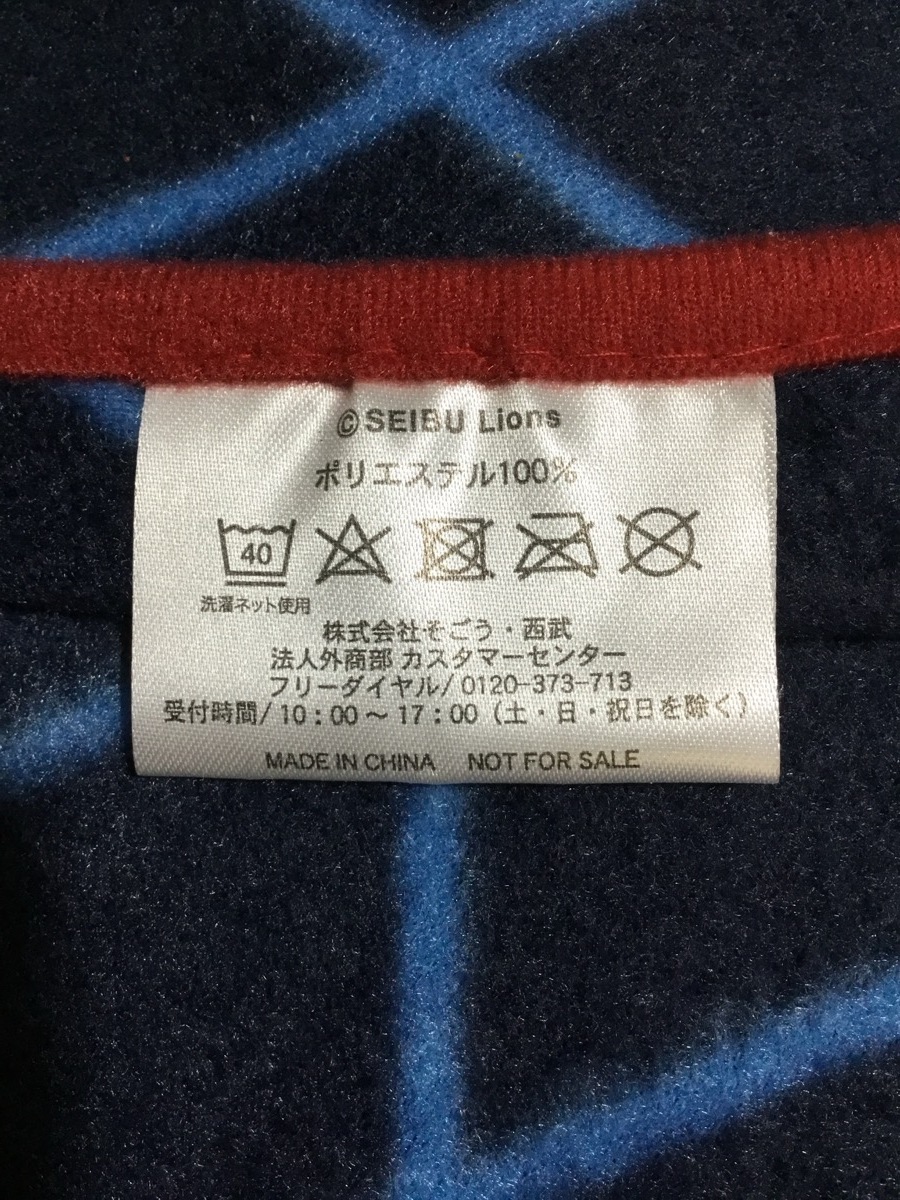 ©SEIBU Lions
ポリエステル100%
40
洗濯ネット使用
株式会社そごう・西武
法人外商部 カスタマーセンター
フリーダイヤル/0120-373-713
受付時間/10:00～17:00（土・日・祝日を除く）
MADE IN CHINA NOT FOR SALE